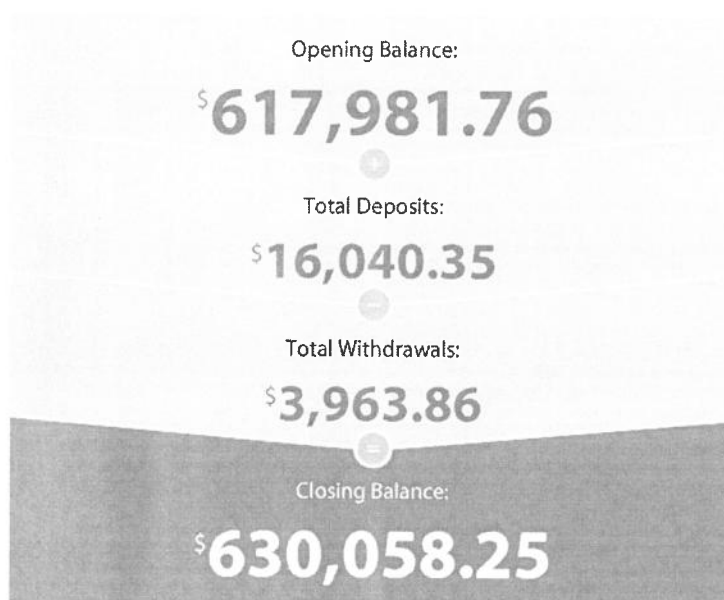 Opening Balance:
$617,981.76
+
Total Deposits:
$16,040.35
−
Total Withdrawals:
$3,963.86
=
Closing Balance:
$630,058.25